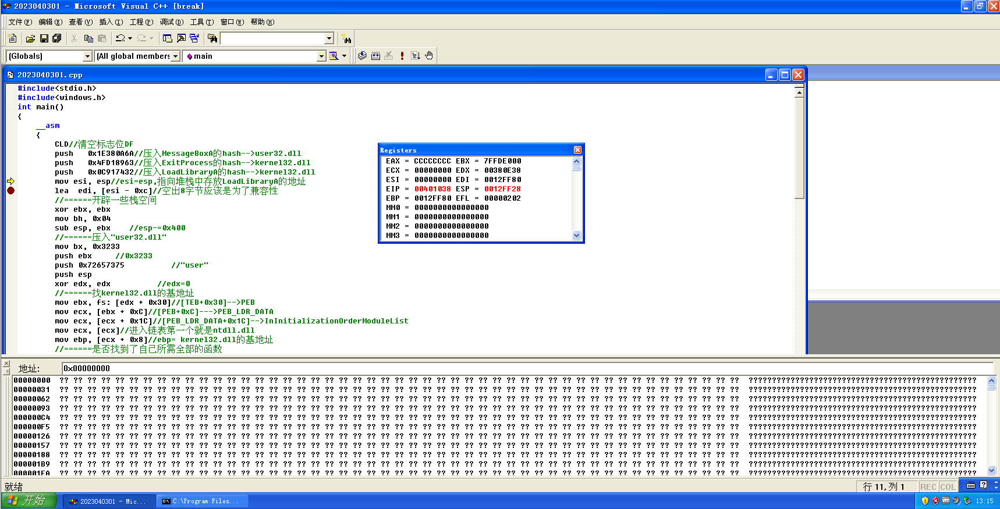 2023040301 - Microsoft Visual C++ [break]
文件(F) 编辑(E) 查看(V) 插入(I) 工程(P) 调试(D) 工具(T) 窗口(W) 帮助(H)
(Globals) (All global members main
2023040301.cpp
#include<stdio.h>
#include<windows.h>
int main()
{
__asm
{
CLD//清空标志位DF
push 0x1E380A6A//压入MessageBoxA的hash-->user32.dll
push 0x4FD18963//压入ExitProcess的hash-->kernel32.dll
push 0x0C917432//压入LoadLibraryA的hash-->kernel32.dll
mov esi, esp//esi=esp,指向堆栈中存放LoadLibraryA的地址
lea edi, [esi - 0xc]//空出8字节应该是为了兼容性
//======开辟一些栈空间
xor ebx, ebx
mov bh, 0x04
sub esp, ebx //esp-=0x400
//======压入"user32.dll"
mov bx, 0x3233
push ebx //0x3233
push 0x72657375 //"user"
push esp
xor edx, edx //edx=0
//======找kernel32.dll的基地址
mov ebx, fs: [edx + 0x30]//[TEB+0x30]-->PEB
mov ecx, [ebx + 0xC]//[PEB+0xC]--->PEB_LDR_DATA
mov ecx, [ecx + 0x1C]//[PEB_LDR_DATA+0x1C]-->InInitializationOrderModuleList
mov ecx, [ecx]//进入链表第一个就是ntdll.dll
mov ebp, [ecx + 0x8]//ebp= kernel32.dll的基地址
//======是否找到了自己所需全部的函数
Registers
EAX = CCCCCCCC EBX = 7FFDE000
ECX = 00000000 EDX = 00380E38
ESI = 00000000 EDI = 0012FF80
EIP = 00401038 ESP = 0012FF28
EBP = 0012FF80 EFL = 00000202
MM0 = 0000000000000000
MM1 = 0000000000000000
MM2 = 0000000000000000
MM3 = 0000000000000000
地址: 0x00000000
00000000 ?? ?? ?? ?? ?? ?? ?? ?? ?? ?? ?? ?? ?? ?? ?? ?? ?? ?? ?? ?? ?? ?? ?? ?? ?? ?? ?? ?? ?? ?? ?? ?? ?? ?? ?? ?? ?? ?? ?? ?? ?? ?? ?? ?? ?? ?? ?? ?? ?? ?????????????????????????????????????????????????
00000031 ?? ?? ?? ?? ?? ?? ?? ?? ?? ?? ?? ?? ?? ?? ?? ?? ?? ?? ?? ?? ?? ?? ?? ?? ?? ?? ?? ?? ?? ?? ?? ?? ?? ?? ?? ?? ?? ?? ?? ?? ?? ?? ?? ?? ?? ?? ?? ?? ?? ?????????????????????????????????????????????????
00000062 ?? ?? ?? ?? ?? ?? ?? ?? ?? ?? ?? ?? ?? ?? ?? ?? ?? ?? ?? ?? ?? ?? ?? ?? ?? ?? ?? ?? ?? ?? ?? ?? ?? ?? ?? ?? ?? ?? ?? ?? ?? ?? ?? ?? ?? ?? ?? ?? ?? ?????????????????????????????????????????????????
00000093 ?? ?? ?? ?? ?? ?? ?? ?? ?? ?? ?? ?? ?? ?? ?? ?? ?? ?? ?? ?? ?? ?? ?? ?? ?? ?? ?? ?? ?? ?? ?? ?? ?? ?? ?? ?? ?? ?? ?? ?? ?? ?? ?? ?? ?? ?? ?? ?? ?? ?????????????????????????????????????????????????
000000C4 ?? ?? ?? ?? ?? ?? ?? ?? ?? ?? ?? ?? ?? ?? ?? ?? ?? ?? ?? ?? ?? ?? ?? ?? ?? ?? ?? ?? ?? ?? ?? ?? ?? ?? ?? ?? ?? ?? ?? ?? ?? ?? ?? ?? ?? ?? ?? ?? ?? ?????????????????????????????????????????????????
000000F5 ?? ?? ?? ?? ?? ?? ?? ?? ?? ?? ?? ?? ?? ?? ?? ?? ?? ?? ?? ?? ?? ?? ?? ?? ?? ?? ?? ?? ?? ?? ?? ?? ?? ?? ?? ?? ?? ?? ?? ?? ?? ?? ?? ?? ?? ?? ?? ?? ?? ?????????????????????????????????????????????????
00000126 ?? ?? ?? ?? ?? ?? ?? ?? ?? ?? ?? ?? ?? ?? ?? ?? ?? ?? ?? ?? ?? ?? ?? ?? ?? ?? ?? ?? ?? ?? ?? ?? ?? ?? ?? ?? ?? ?? ?? ?? ?? ?? ?? ?? ?? ?? ?? ?? ?? ?????????????????????????????????????????????????
00000157 ?? ?? ?? ?? ?? ?? ?? ?? ?? ?? ?? ?? ?? ?? ?? ?? ?? ?? ?? ?? ?? ?? ?? ?? ?? ?? ?? ?? ?? ?? ?? ?? ?? ?? ?? ?? ?? ?? ?? ?? ?? ?? ?? ?? ?? ?? ?? ?? ?? ?????????????????????????????????????????????????
00000188 ?? ?? ?? ?? ?? ?? ?? ?? ?? ?? ?? ?? ?? ?? ?? ?? ?? ?? ?? ?? ?? ?? ?? ?? ?? ?? ?? ?? ?? ?? ?? ?? ?? ?? ?? ?? ?? ?? ?? ?? ?? ?? ?? ?? ?? ?? ?? ?? ?? ?????????????????????????????????????????????????
000001B9 ?? ?? ?? ?? ?? ?? ?? ?? ?? ?? ?? ?? ?? ?? ?? ?? ?? ?? ?? ?? ?? ?? ?? ?? ?? ?? ?? ?? ?? ?? ?? ?? ?? ?? ?? ?? ?? ?? ?? ?? ?? ?? ?? ?? ?? ?? ?? ?? ?? ?????????????????????????????????????????????????
000001EA ?? ?? ?? ?? ?? ?? ?? ?? ?? ?? ?? ?? ?? ?? ?? ?? ?? ?? ?? ?? ?? ?? ?? ?? ?? ?? ?? ?? ?? ?? ?? ?? ?? ?? ?? ?? ?? ?? ?? ?? ?? ?? ?? ?? ?? ?? ?? ?? ?? ?????????????????????????????????????????????????
就绪 行 11,列 1 REC COL
开始 2023040301 - Mic... C:\Program Files... 13:15